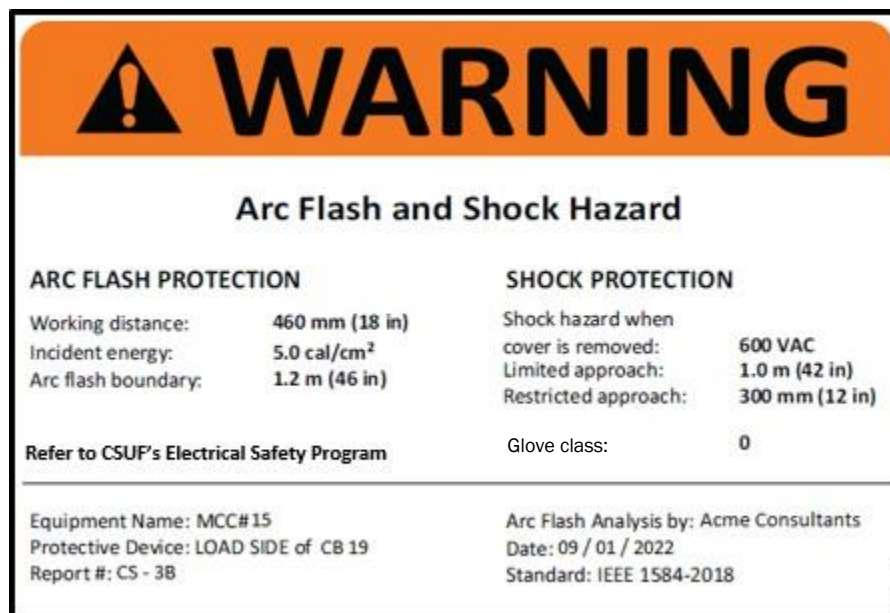 WARNING
Arc Flash and Shock Hazard
ARC FLASH PROTECTION
Working distance: 460 mm (18 in)
Incident energy: 5.0 cal/cm²
Arc flash boundary: 1.2 m (46 in)
Refer to CSUF's Electrical Safety Program
SHOCK PROTECTION
Shock hazard when
cover is removed: 600 VAC
Limited approach: 1.0 m (42 in)
Restricted approach: 300 mm (12 in)
Glove class: 0
Equipment Name: MCC#15
Protective Device: LOAD SIDE of CB 19
Report #: CS - 3B
Arc Flash Analysis by: Acme Consultants
Date: 09 / 01 / 2022
Standard: IEEE 1584-2018